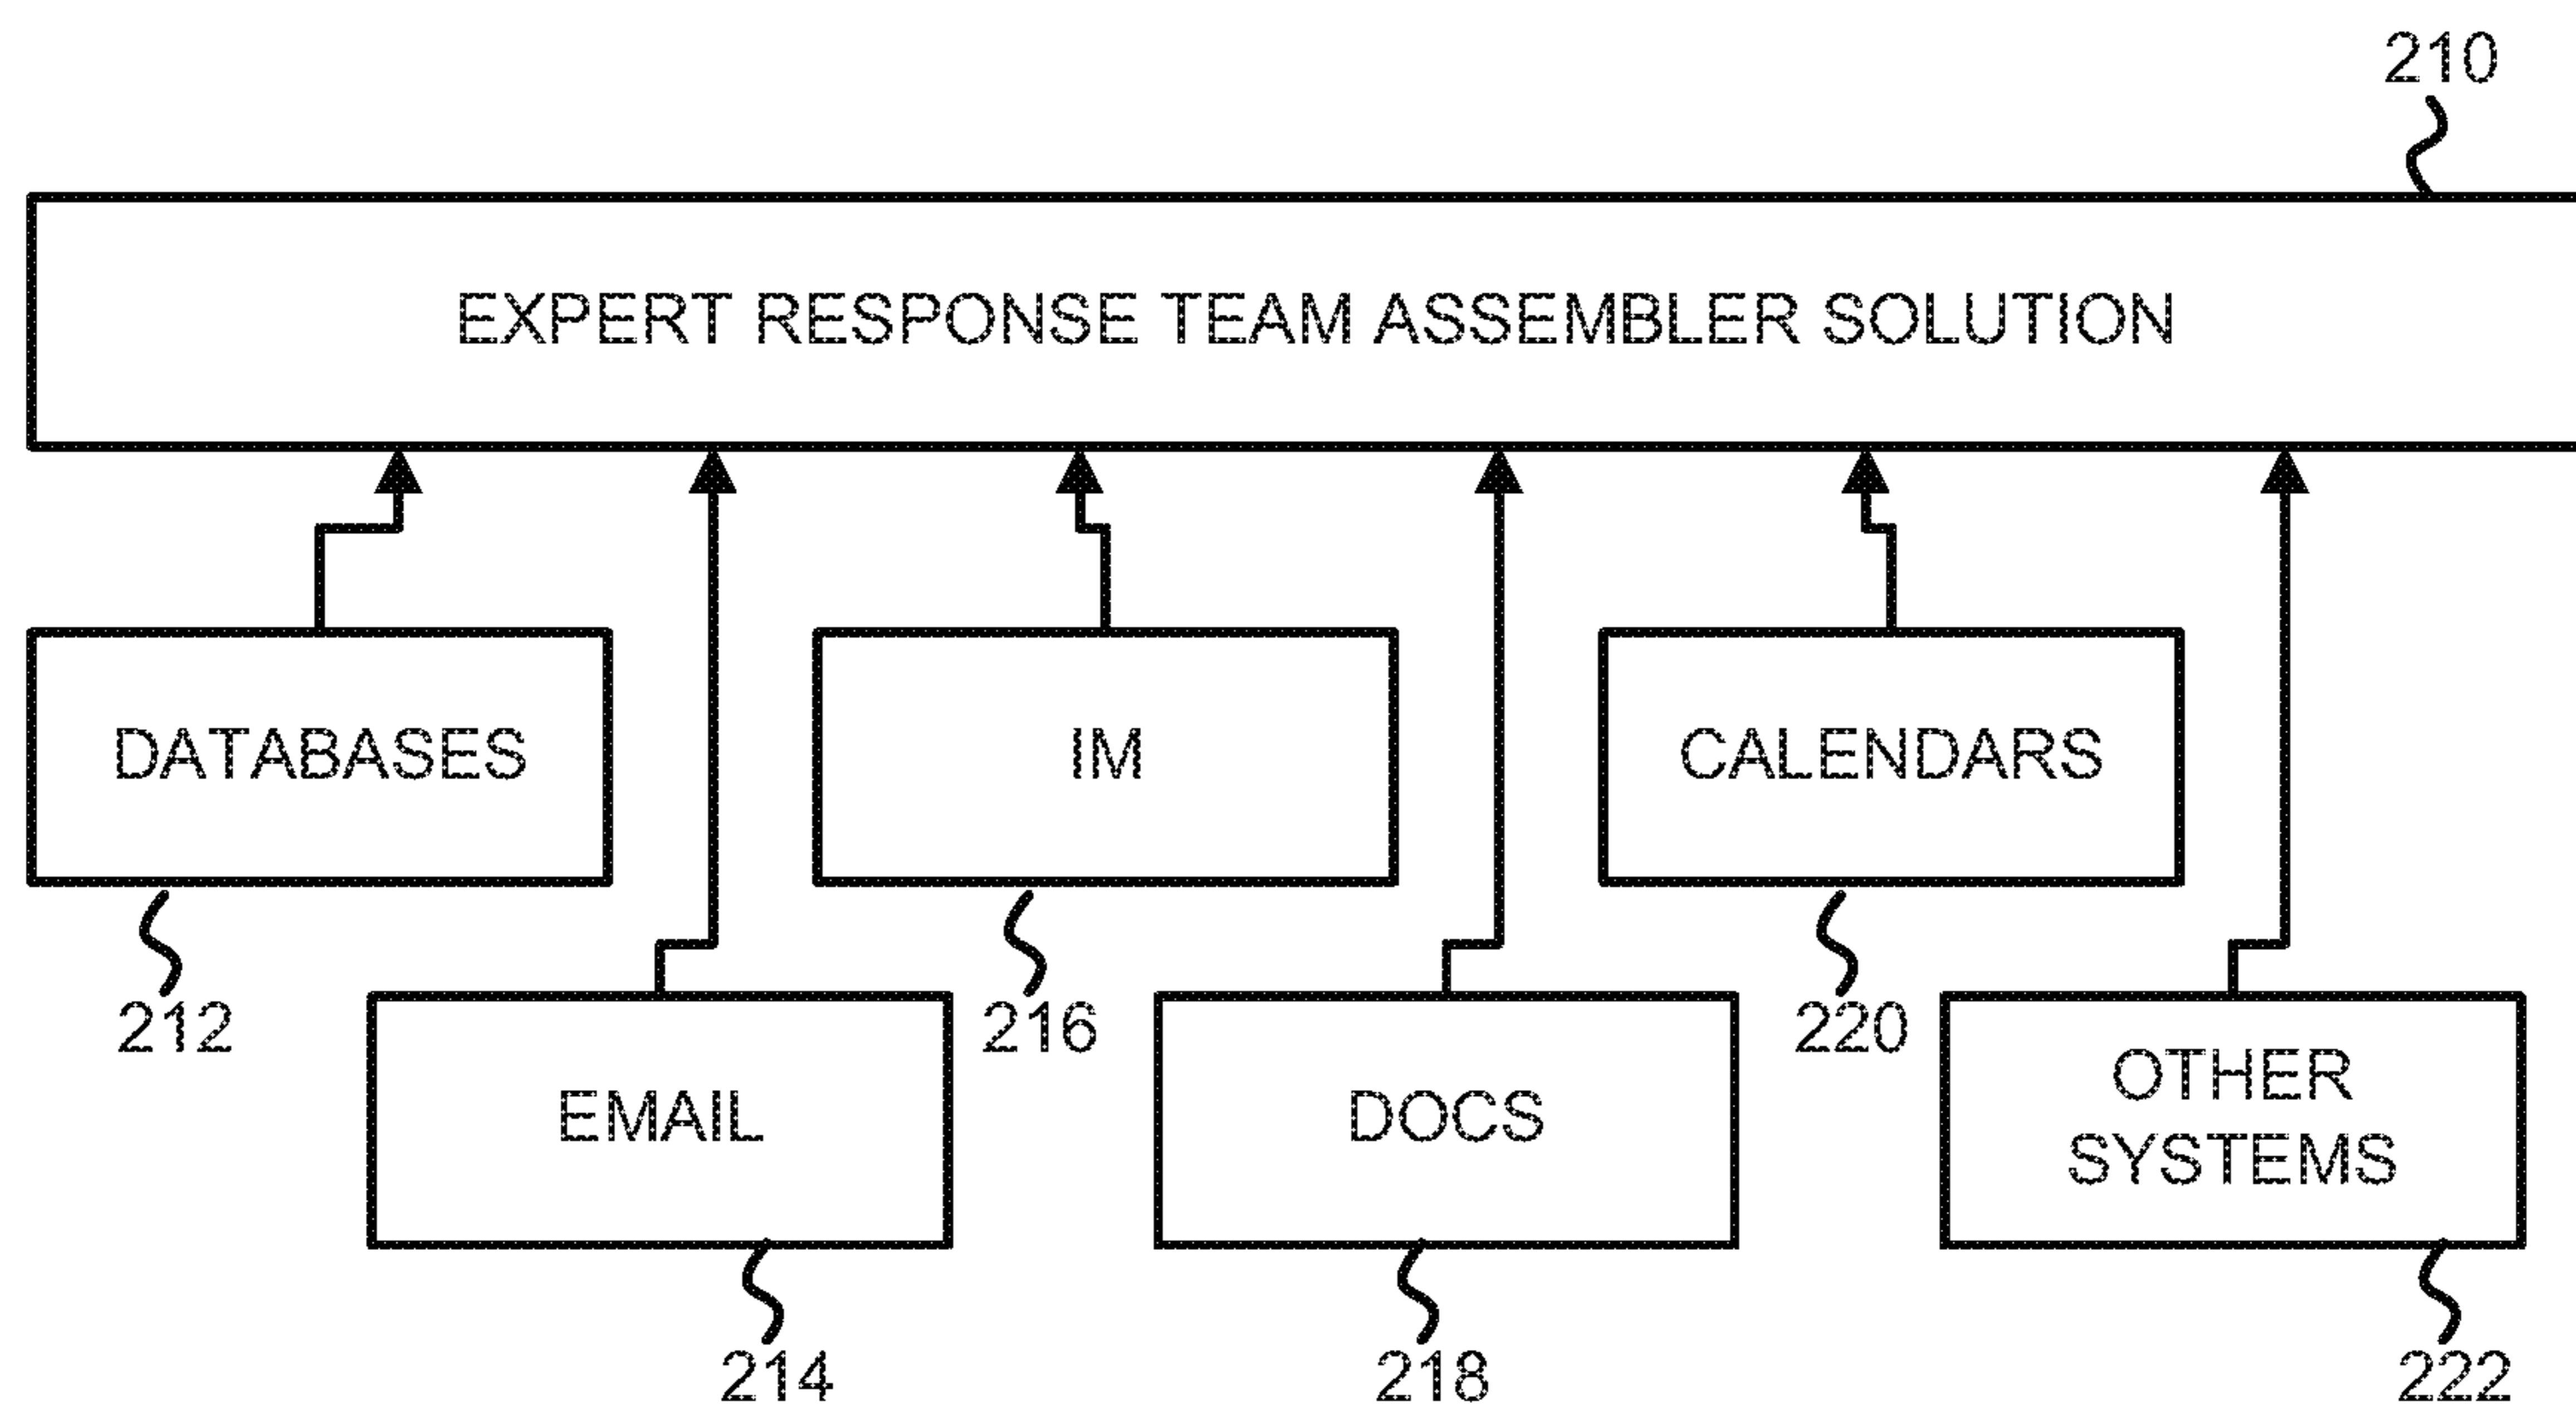 210
EXPERT RESPONSE TEAM ASSEMBLER SOLUTION
DATABASES
IM
CALENDARS
212
216
220
EMAIL
DOCS
OTHER
SYSTEMS
214
218
222